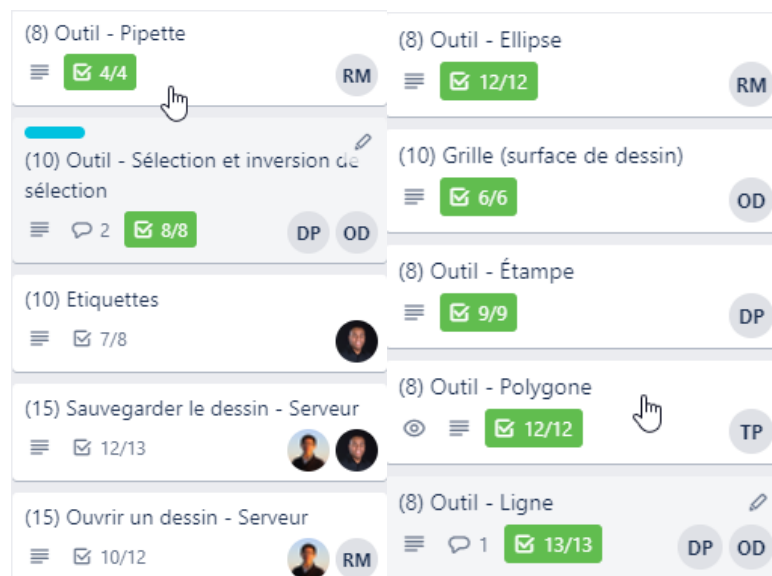 (8) Outil - Pipette
4/4
RM
(10) Outil - Sélection et inversion de
sélection
2
8/8
DP
OD
(10) Etiquettes
7/8
(15) Sauvegarder le dessin - Serveur
12/13
(15) Ouvrir un dessin - Serveur
10/12
RM
(8) Outil - Ellipse
12/12
RM
(10) Grille (surface de dessin)
6/6
OD
(8) Outil - Étampe
9/9
DP
(8) Outil - Polygone
12/12
TP
(8) Outil - Ligne
1
13/13
DP
OD